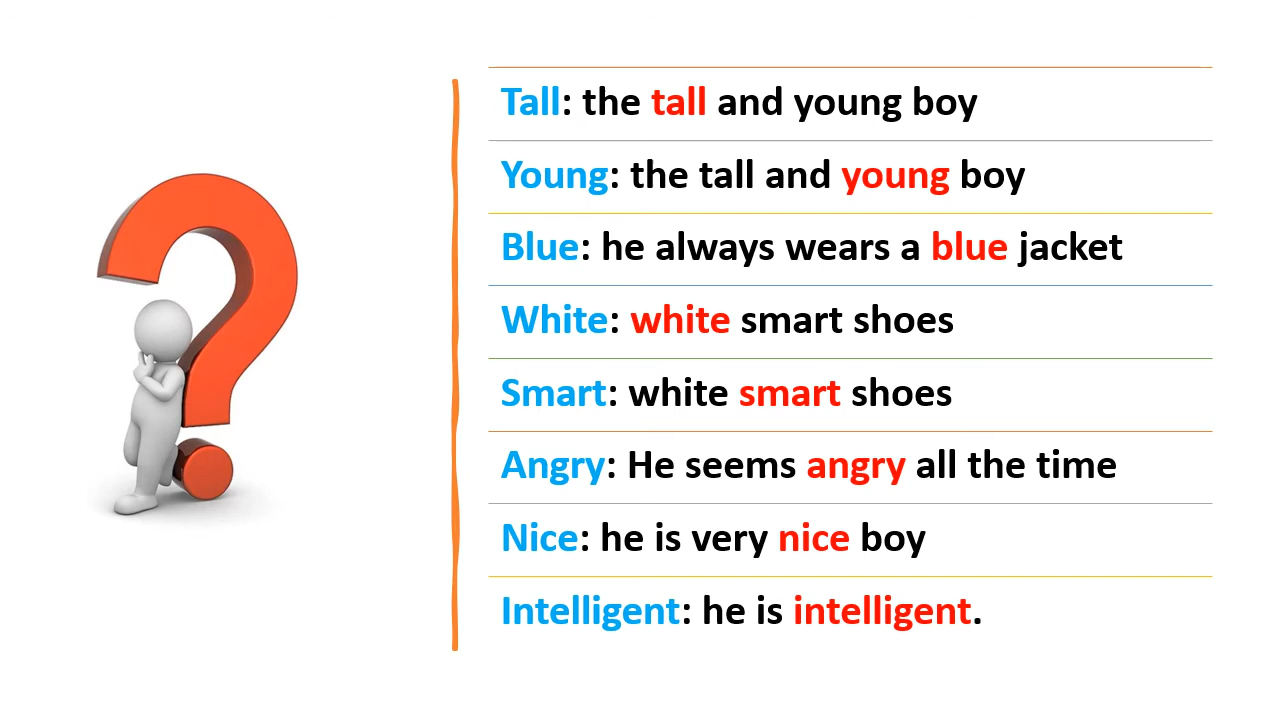 Tall: the tall and young boy
Young: the tall and young boy
Blue: he always wears a blue jacket
White: white smart shoes
Smart: white smart shoes
Angry: He seems angry all the time
Nice: he is very nice boy
Intelligent: he is intelligent.